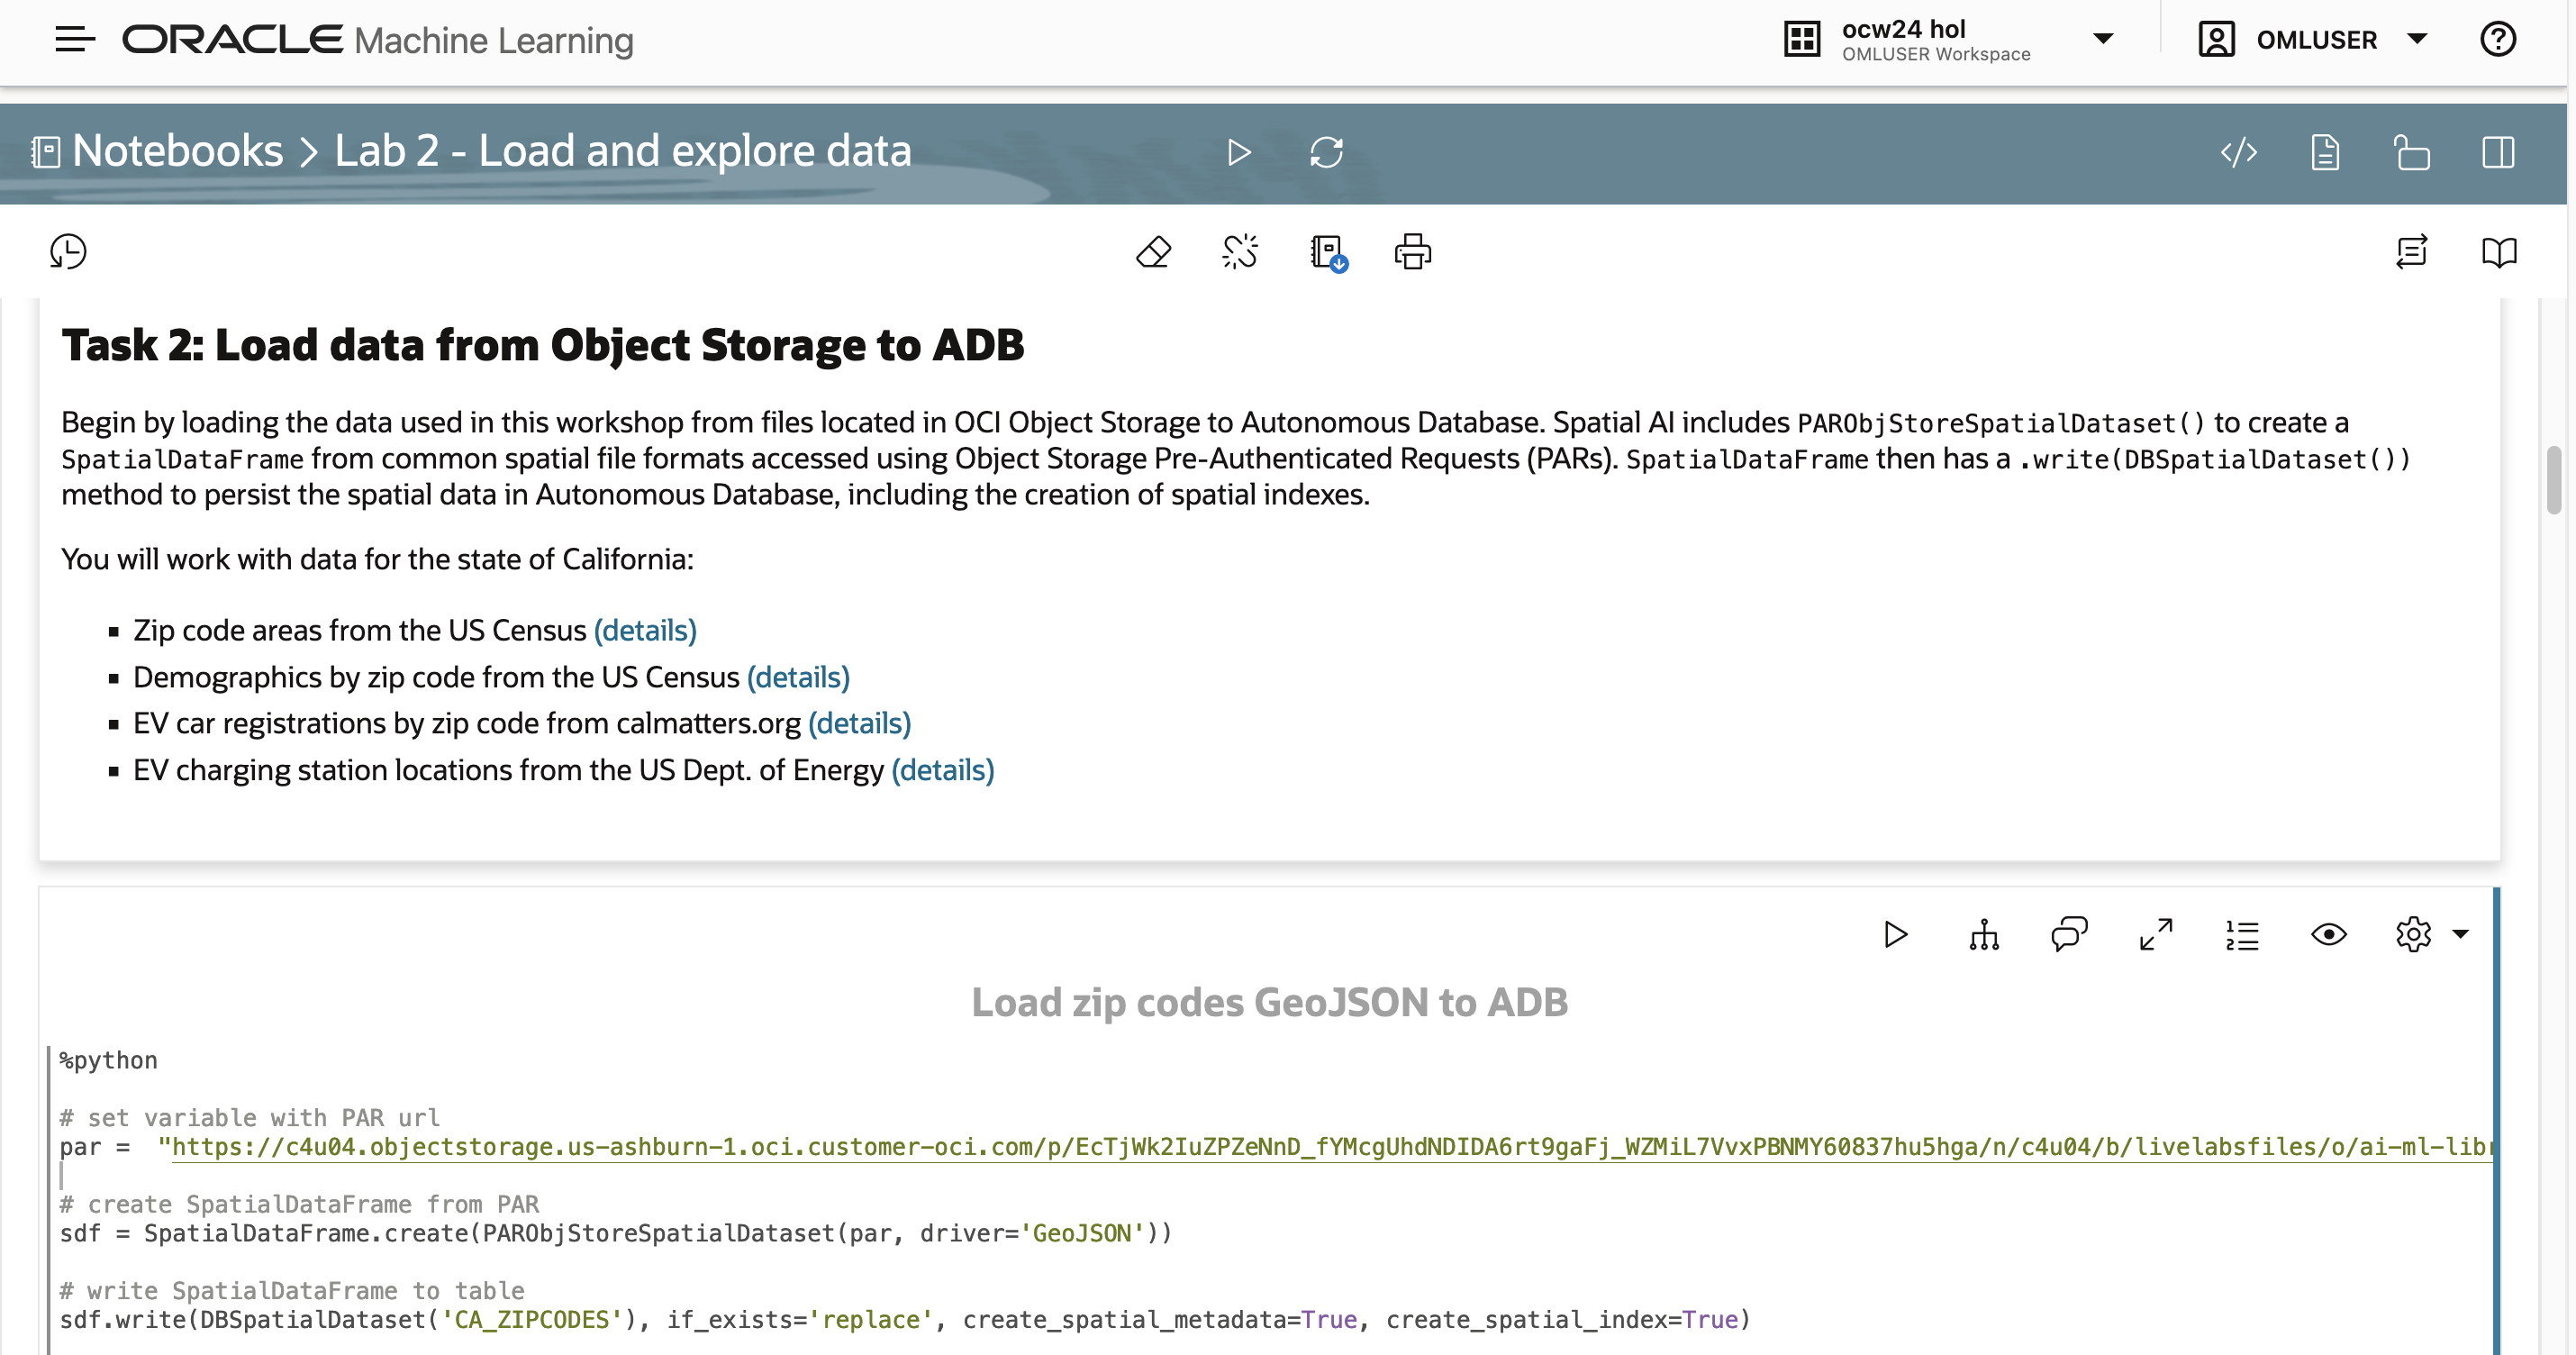 ORACLE Machine Learning
ocw24 hol
OMLUSER Workspace
OMLUSER
Notebooks > Lab 2 - Load and explore data
Task 2: Load data from Object Storage to ADB
Begin by loading the data used in this workshop from files located in OCI Object Storage to Autonomous Database. Spatial AI includes PARObjStoreSpatialDataset() to create a
SpatialDataFrame from common spatial file formats accessed using Object Storage Pre-Authenticated Requests (PARs). SpatialDataFrame then has a .write(DBSpatialDataset())
method to persist the spatial data in Autonomous Database, including the creation of spatial indexes.
You will work with data for the state of California:
▪ Zip code areas from the US Census (details)
▪ Demographics by zip code from the US Census (details)
▪ EV car registrations by zip code from calmatters.org (details)
▪ EV charging station locations from the US Dept. of Energy (details)
Load zip codes GeoJSON to ADB
%python
# set variable with PAR url
par =  "https://c4u04.objectstorage.us-ashburn-1.oci.customer-oci.com/p/EcTjWk2IuZPZeNnD_fYMcgUhdNDIDA6rt9gaFj_WZMiL7VvxPBNMY60837hu5hga/n/c4u04/b/livelabsfiles/o/ai-ml-lib
# create SpatialDataFrame from PAR
sdf = SpatialDataFrame.create(PARObjStoreSpatialDataset(par, driver='GeoJSON'))
# write SpatialDataFrame to table
sdf.write(DBSpatialDataset('CA_ZIPCODES'), if_exists='replace', create_spatial_metadata=True, create_spatial_index=True)